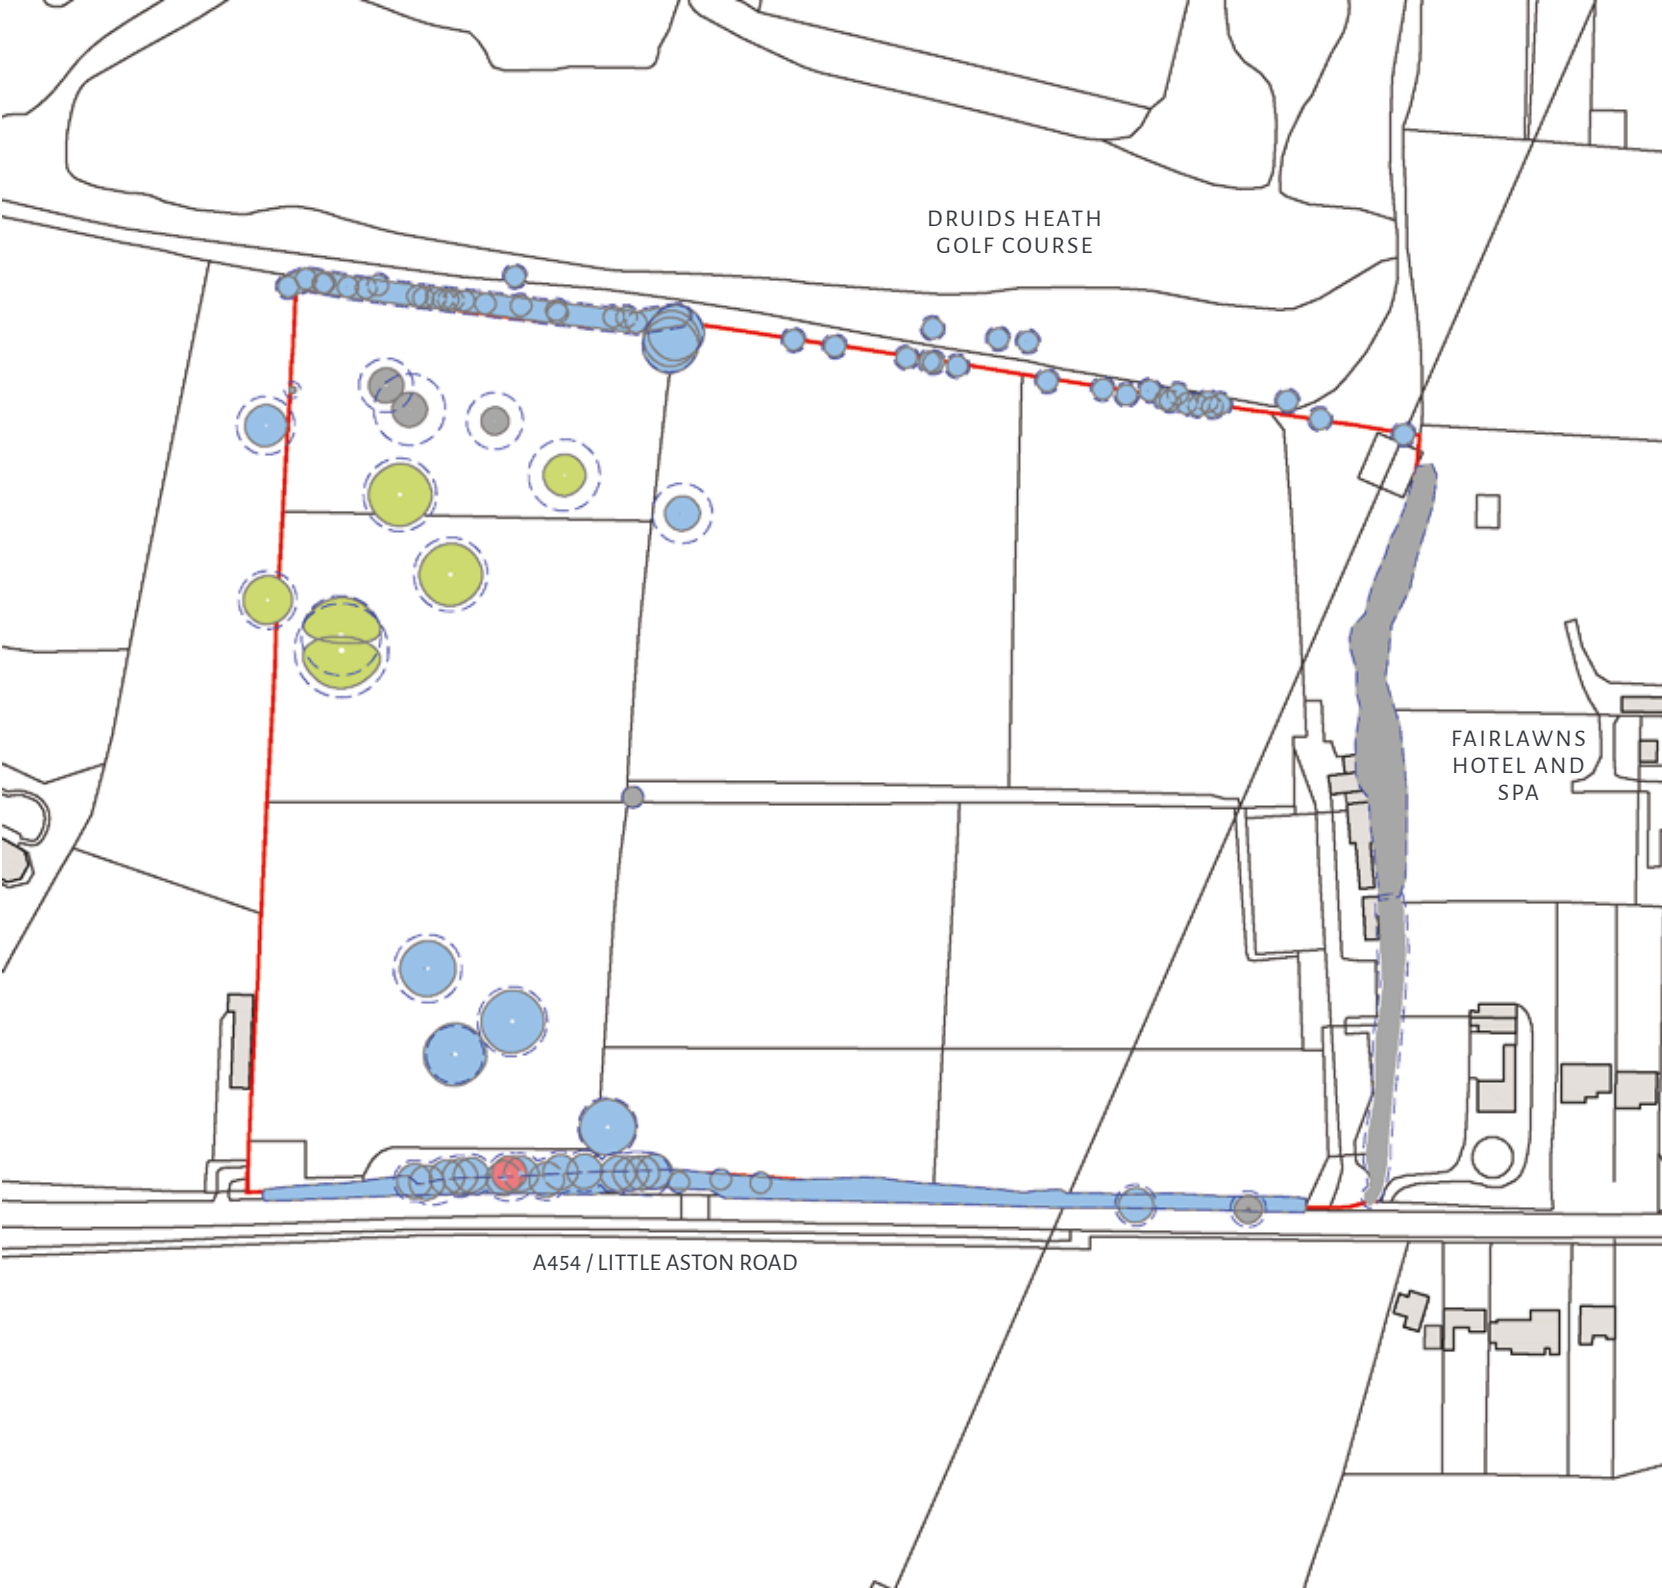 DRUIDS HEATH
GOLF COURSE
FAIRLAWNS
HOTEL AND
SPA
A454 / LITTLE ASTON ROAD